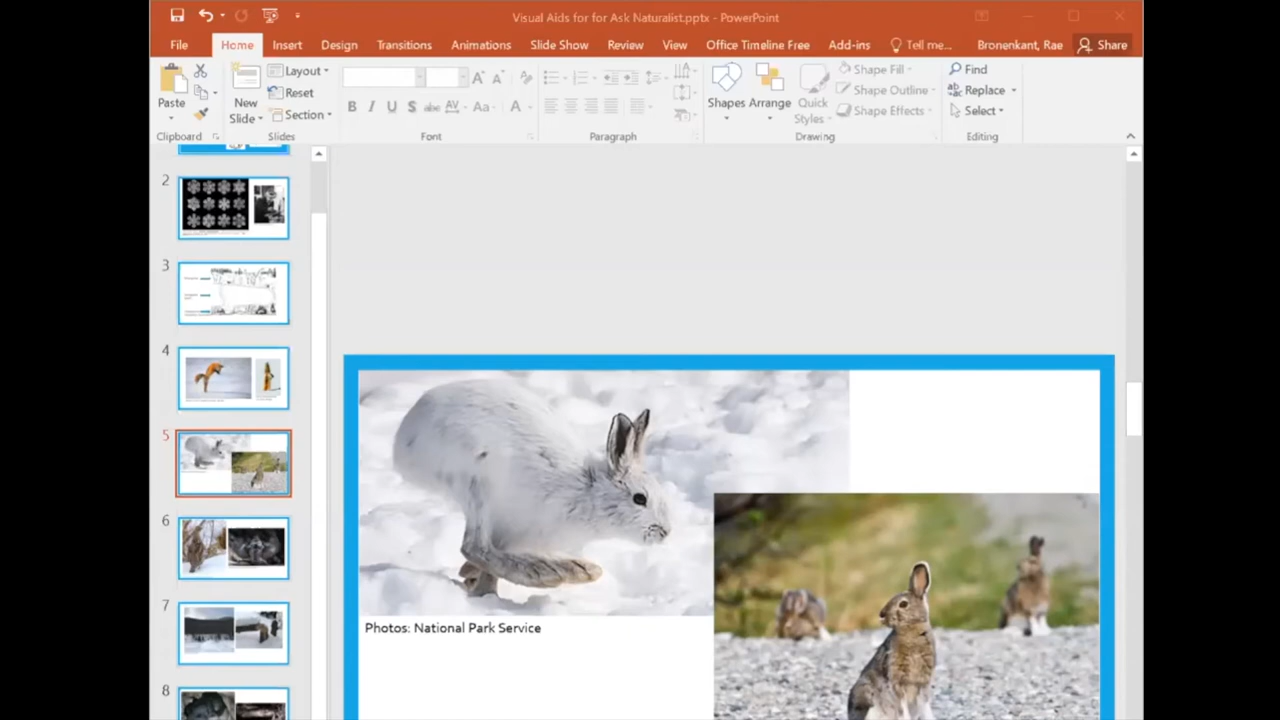 Visual Aids for for Ask Naturalist.pptx - PowerPoint
File Home Insert Design Transitions Animations Slide Show Review View Office Timeline Free Add-ins Tell me... Bronenkant, Rae Share
Paste
Clipboard
New
Slide
Layout
Reset
Section
Slides
B I U S abc AV Aa A
Font
Paragraph
Shapes Arrange Quick
Styles
Shape Fill
Shape Outline
Shape Effects
Drawing
Find
Replace
Select
Editing
2
3
4
5
6
7
8
Photos: National Park Service